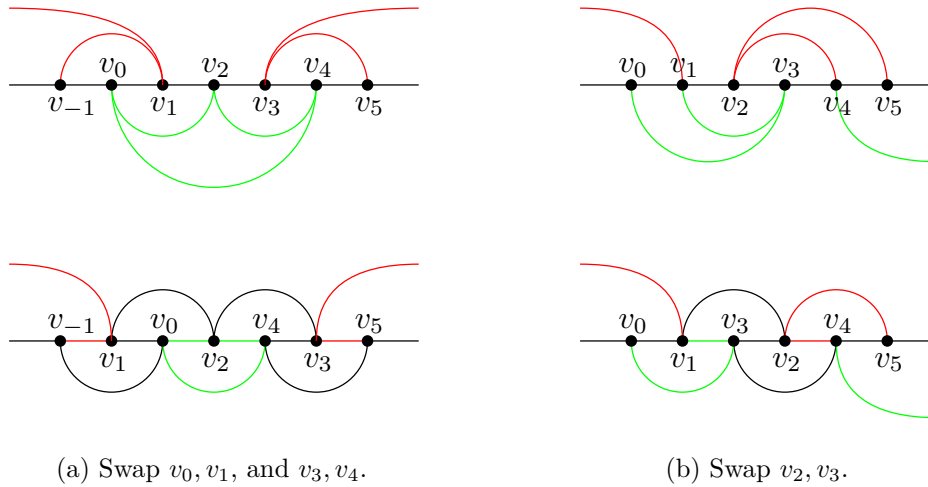 v₀ v₂ v₄
v₋₁ v₁ v₃ v₅
v₀ v₁ v₃
v₂ v₄ v₅
v₋₁ v₀ v₄ v₅
v₁ v₂ v₃
v₀ v₃ v₄
v₁ v₂ v₅
(a) Swap v₀, v₁, and v₃, v₄.
(b) Swap v₂, v₃.